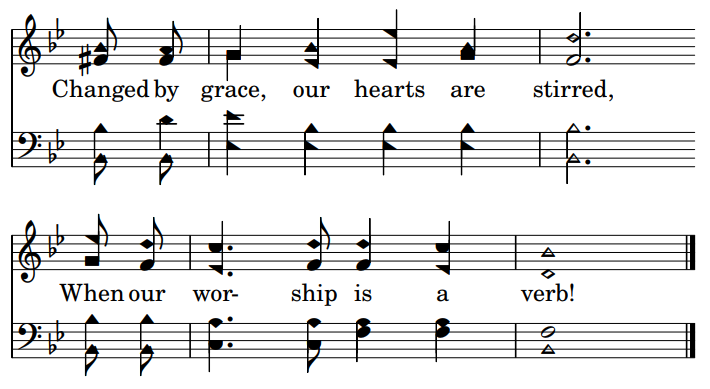 Changed by grace, our hearts are stirred,
When our wor- ship is a verb!